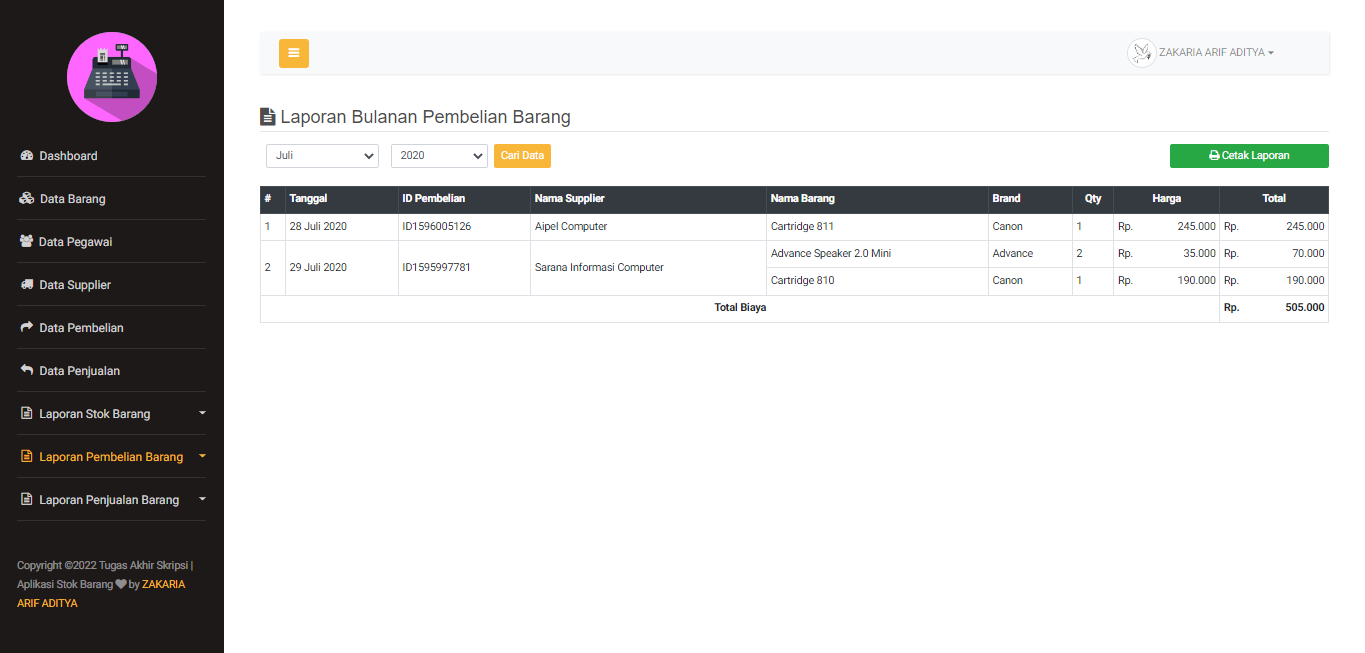 ZAKARIA ARIF ADITYA
Dashboard
Data Barang
Data Pegawai
Data Supplier
Data Pembelian
Data Penjualan
Laporan Stok Barang
Laporan Pembelian Barang
Laporan Penjualan Barang
Copyright ©2022 Tugas Akhir Skripsi |
Aplikasi Stok Barang by ZAKARIA
ARIF ADITYA
Laporan Bulanan Pembelian Barang
Juli 2020 Cari Data Cetak Laporan
# Tanggal ID Pembelian Nama Supplier Nama Barang Brand Qty Harga Total
1 28 Juli 2020 ID1596005126 Aipel Computer Cartridge 811 Canon 1 Rp. 245.000 Rp. 245.000
2 29 Juli 2020 ID1595997781 Sarana Informasi Computer Advance Speaker 2.0 Mini Advance 2 Rp. 35.000 Rp. 70.000
Cartridge 810 Canon 1 Rp. 190.000 Rp. 190.000
Total Biaya Rp. 505.000